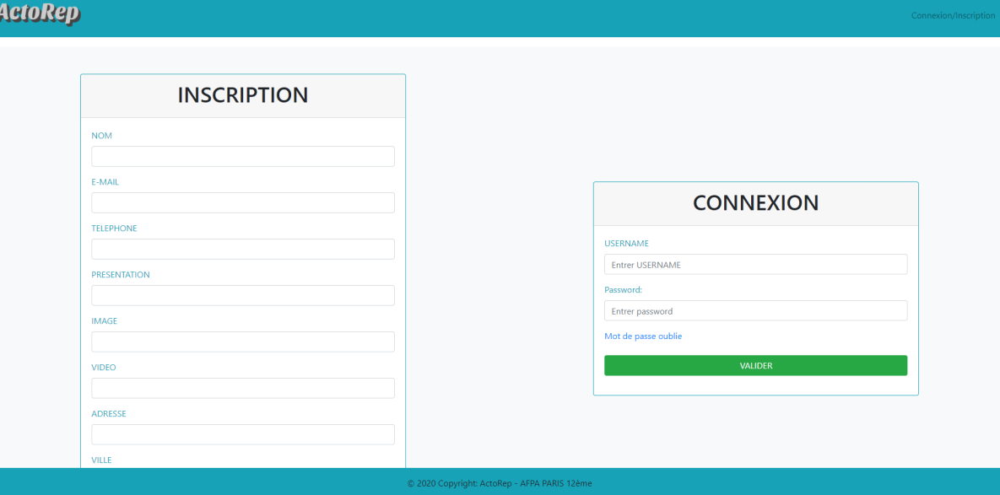 ActoRep
Connexion/Inscription
INSCRIPTION
NOM
E-MAIL
TELEPHONE
PRESENTATION
IMAGE
VIDEO
ADRESSE
VILLE
CONNEXION
USERNAME
Entrer USERNAME
Password:
Entrer password
Mot de passe oublie
VALIDER
© 2020 Copyright: ActoRep - AFPA PARIS 12ème